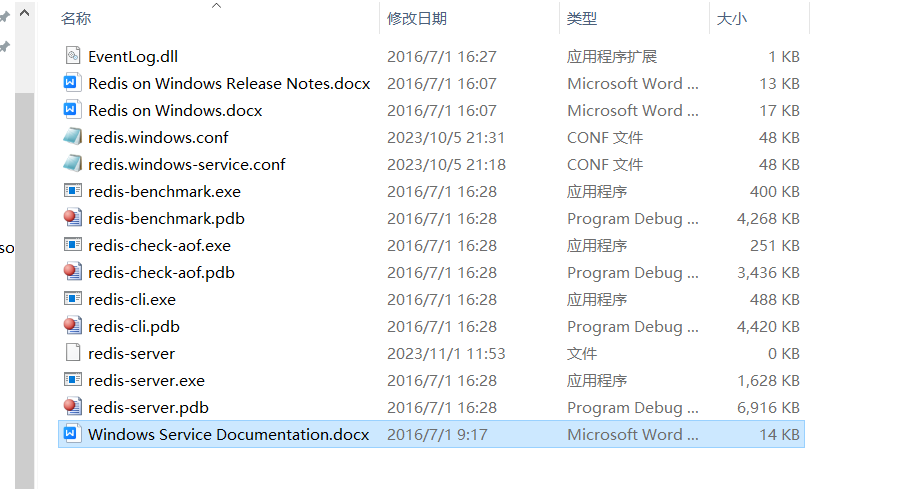 名称 修改日期 类型 大小
EventLog.dll 2016/7/1 16:27 应用程序扩展 1 KB
Redis on Windows Release Notes.docx 2016/7/1 16:07 Microsoft Word ... 13 KB
Redis on Windows.docx 2016/7/1 16:07 Microsoft Word ... 17 KB
redis.windows.conf 2023/10/5 21:31 CONF 文件 48 KB
redis.windows-service.conf 2023/10/5 21:18 CONF 文件 48 KB
redis-benchmark.exe 2016/7/1 16:28 应用程序 400 KB
redis-benchmark.pdb 2016/7/1 16:28 Program Debug ... 4,268 KB
so
redis-check-aof.exe 2016/7/1 16:28 应用程序 251 KB
redis-check-aof.pdb 2016/7/1 16:28 Program Debug ... 3,436 KB
redis-cli.exe 2016/7/1 16:28 应用程序 488 KB
redis-cli.pdb 2016/7/1 16:28 Program Debug ... 4,420 KB
redis-server 2023/11/1 11:53 文件 0 KB
redis-server.exe 2016/7/1 16:28 应用程序 1,628 KB
redis-server.pdb 2016/7/1 16:28 Program Debug ... 6,916 KB
Windows Service Documentation.docx 2016/7/1 9:17 Microsoft Word ... 14 KB